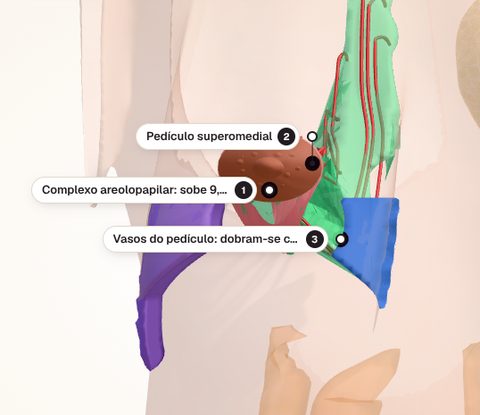 Pedículo superomedial 2
Complexo areolopapilar: sobe 9,... 1
Vasos do pedículo: dobram-se c... 3